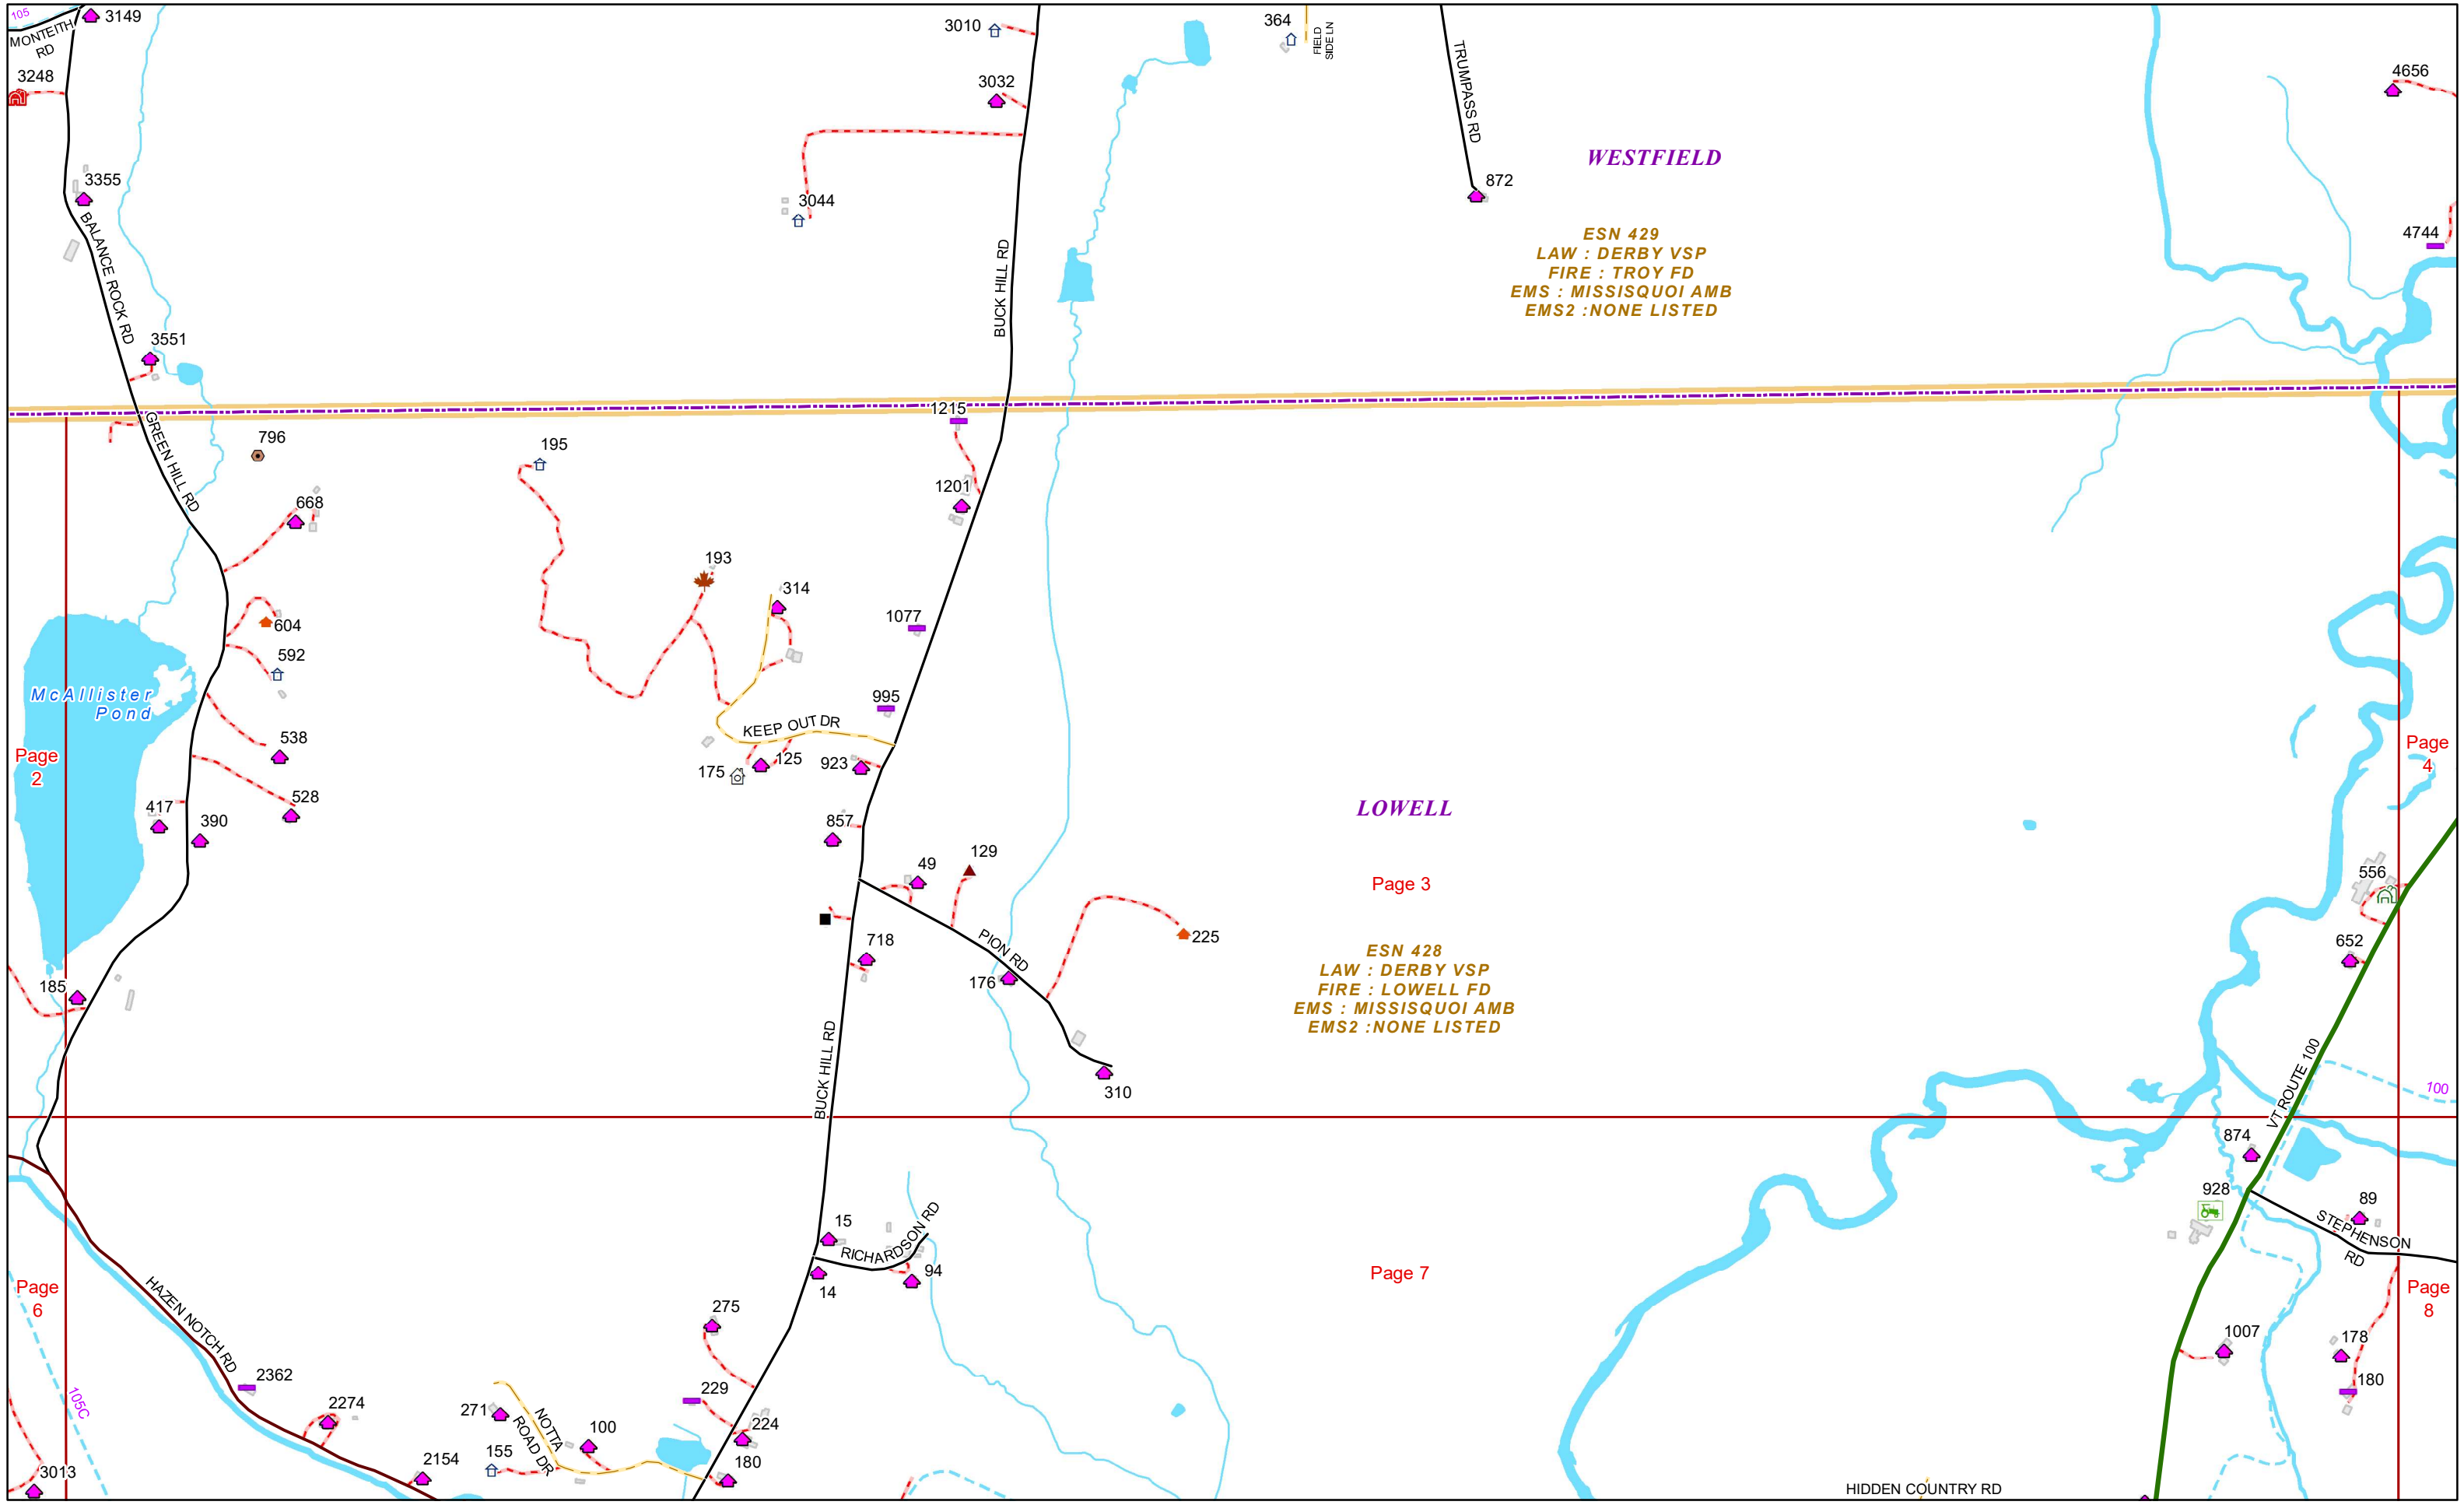 105
3149
MONTEITH
RD
3248
3010
364
FIELD
SIDE LN
TRUMPASS RD
4656
3032
3355
3044
872
WESTFIELD
BALANCE ROCK RD
BUCK HILL RD
ESN 429
LAW : DERBY VSP
FIRE : TROY FD
EMS : MISSISQUOI AMB
EMS2 :NONE LISTED
4744
3551
1215
GREEN HILL RD
796
195
668
1201
193
314
604
1077
592
McAllister
Pond
995
KEEP OUT DR
538
Page
2
125
175
923
Page
4
528
417
390
857
LOWELL
49
129
556
Page 3
PION RD
225
718
652
ESN 428
LAW : DERBY VSP
FIRE : LOWELL FD
EMS : MISSISQUOI AMB
EMS2 :NONE LISTED
185
176
BUCK HILL RD
310
VT ROUTE 100
100
874
928
89
STEPHENSON
RD
15
RICHARDSON RD
94
14
Page
6
Page 7
Page
8
HAZEN NOTCH RD
275
1007
178
180
2362
229
105C
2274
271
NOTTA
ROAD DR
100
224
155
180
2154
3013
HIDDEN COUNTRY RD